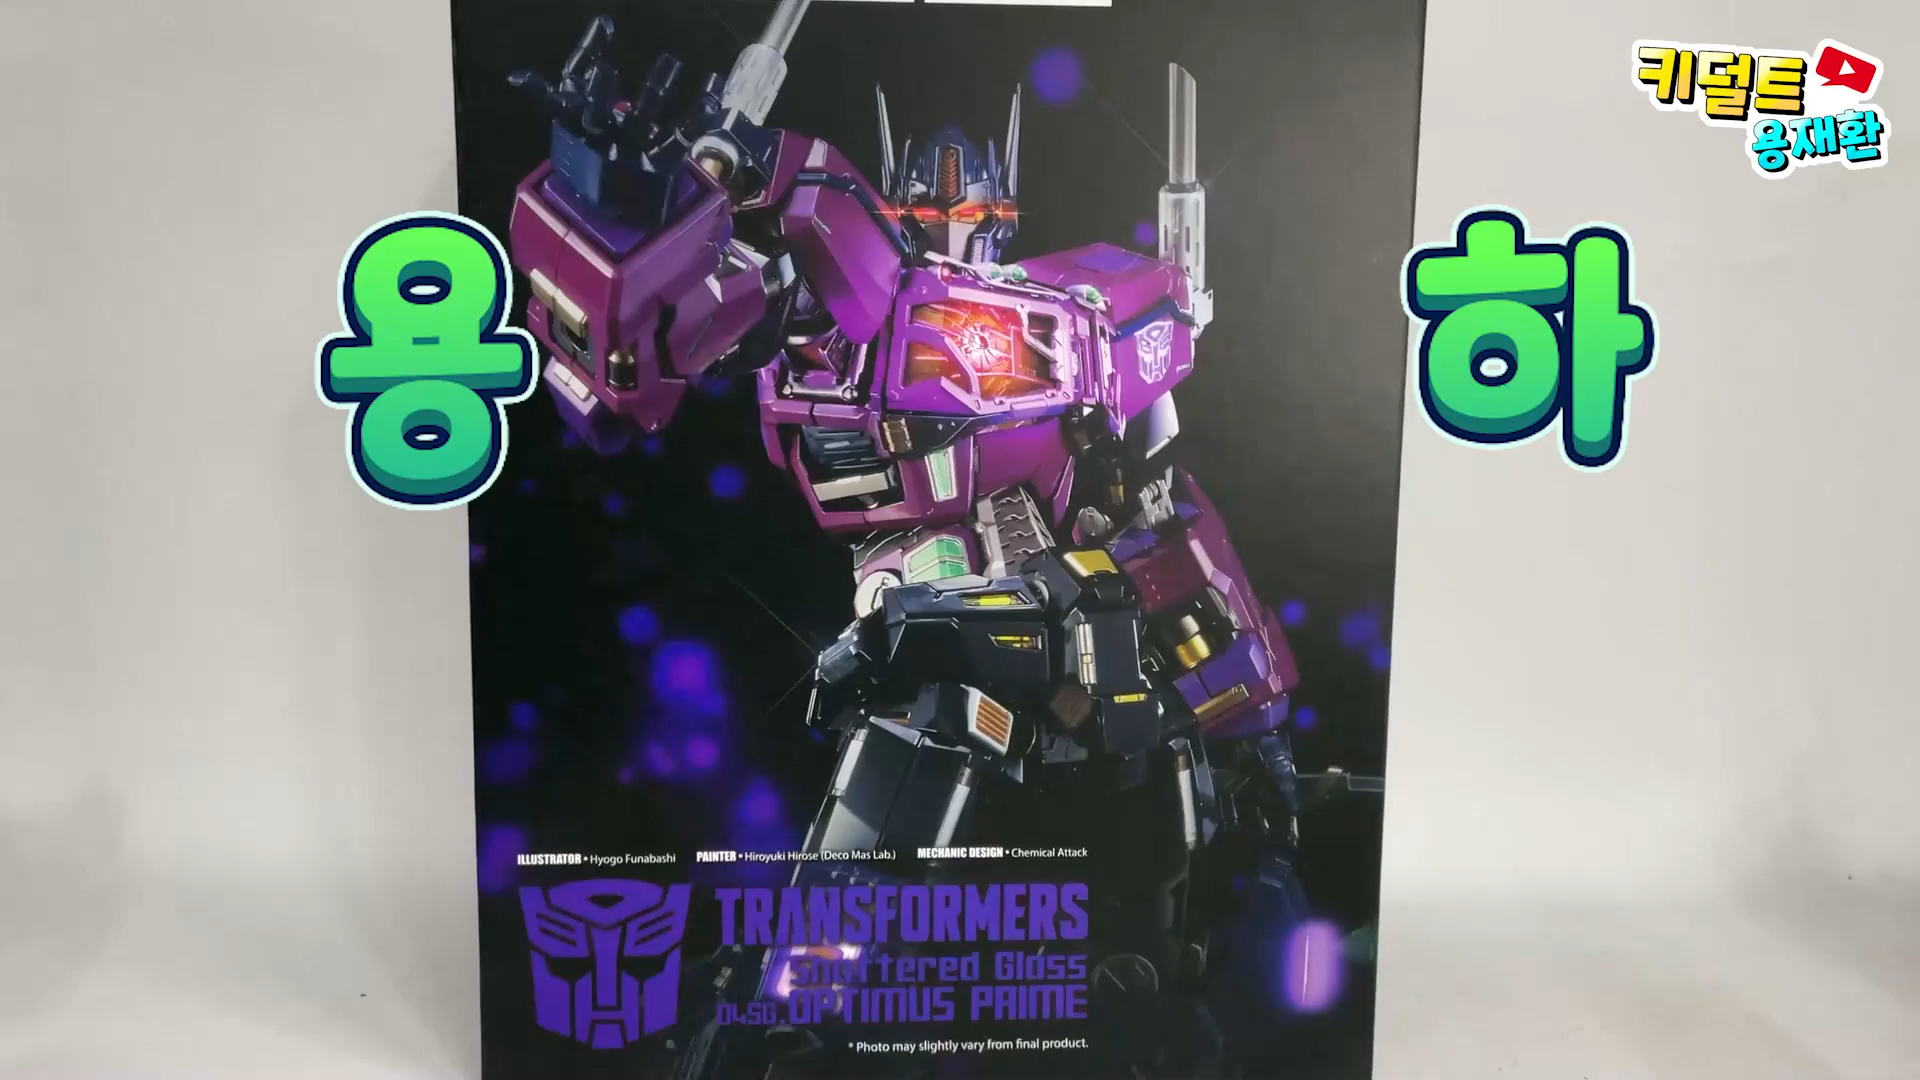 키덜트
용재환
용 하
ILLUSTRATOR • Hyogo Funabashi PAINTER • Hiroyuki Hirose (Deco Mas Lab.) MECHANIC DESIGN • Chemical Attack
TRANSFORMERS
Shattered Glass
04SG. OPTIMUS PRIME
* Photo may slightly vary from final product.